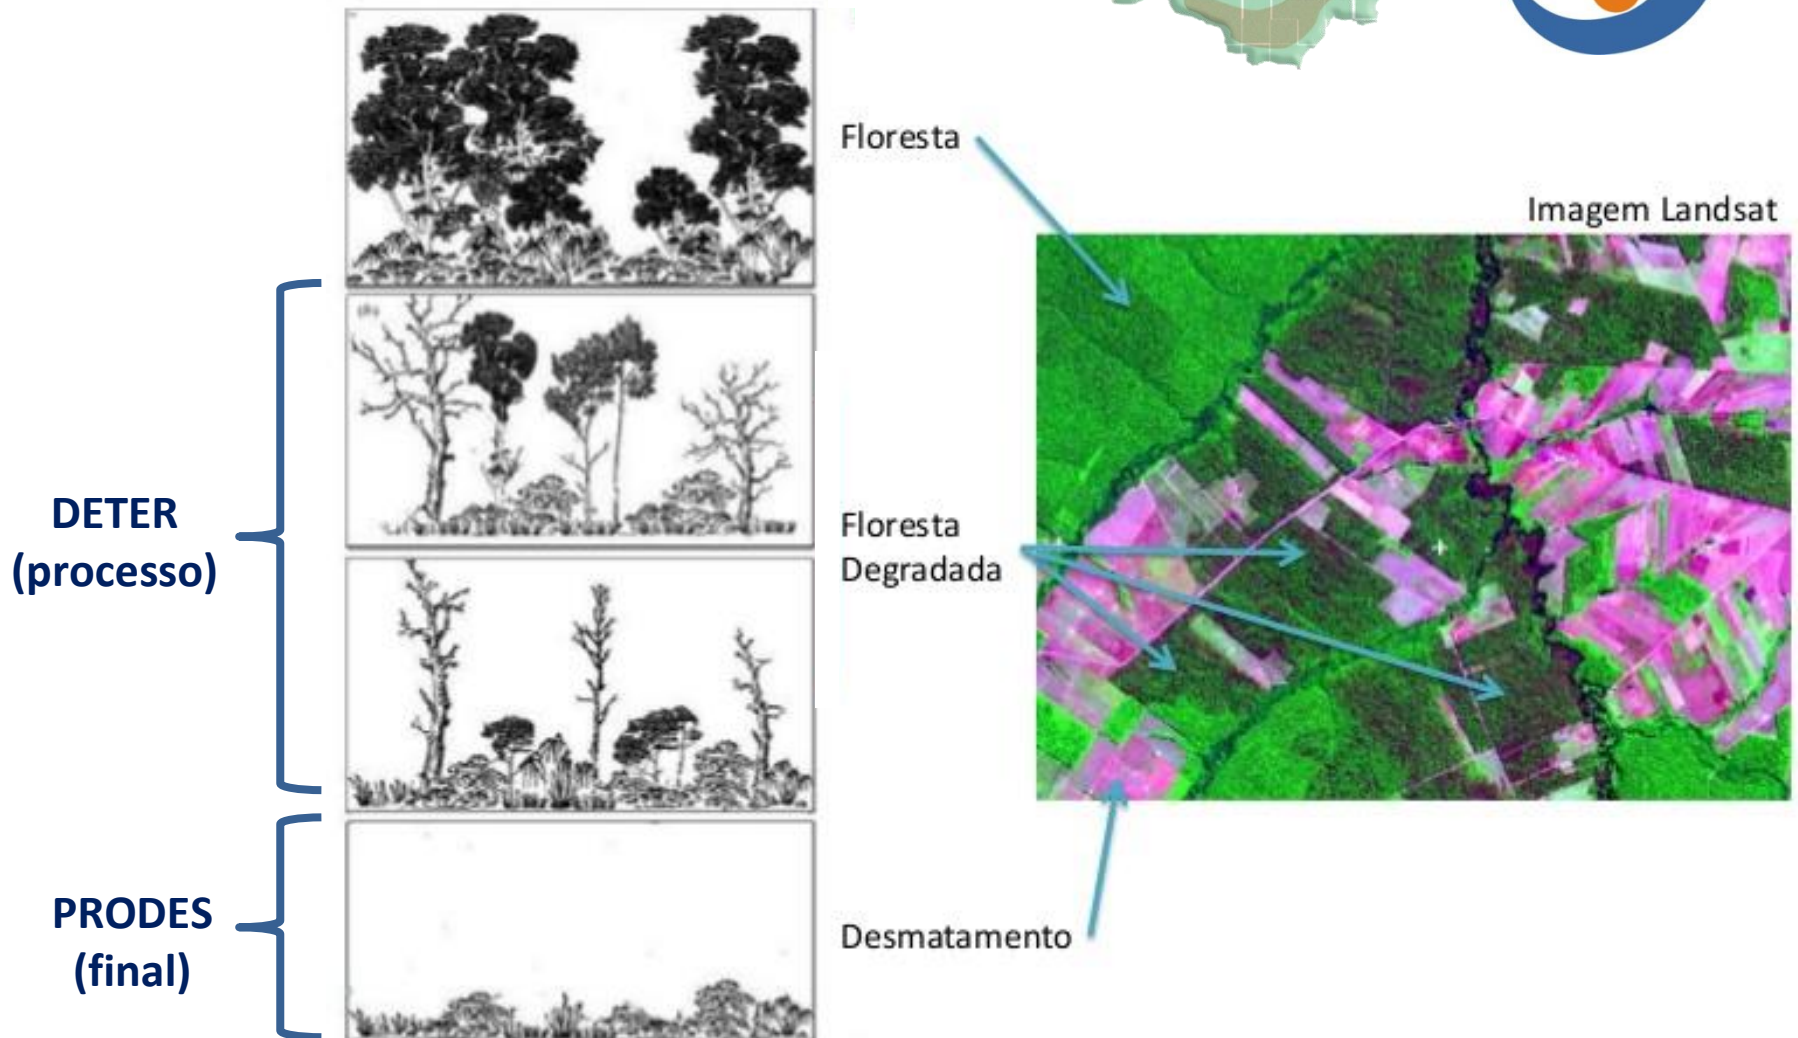 Floresta
Imagem Landsat
DETER
(processo)
Floresta
Degradada
PRODES
(final)
Desmatamento